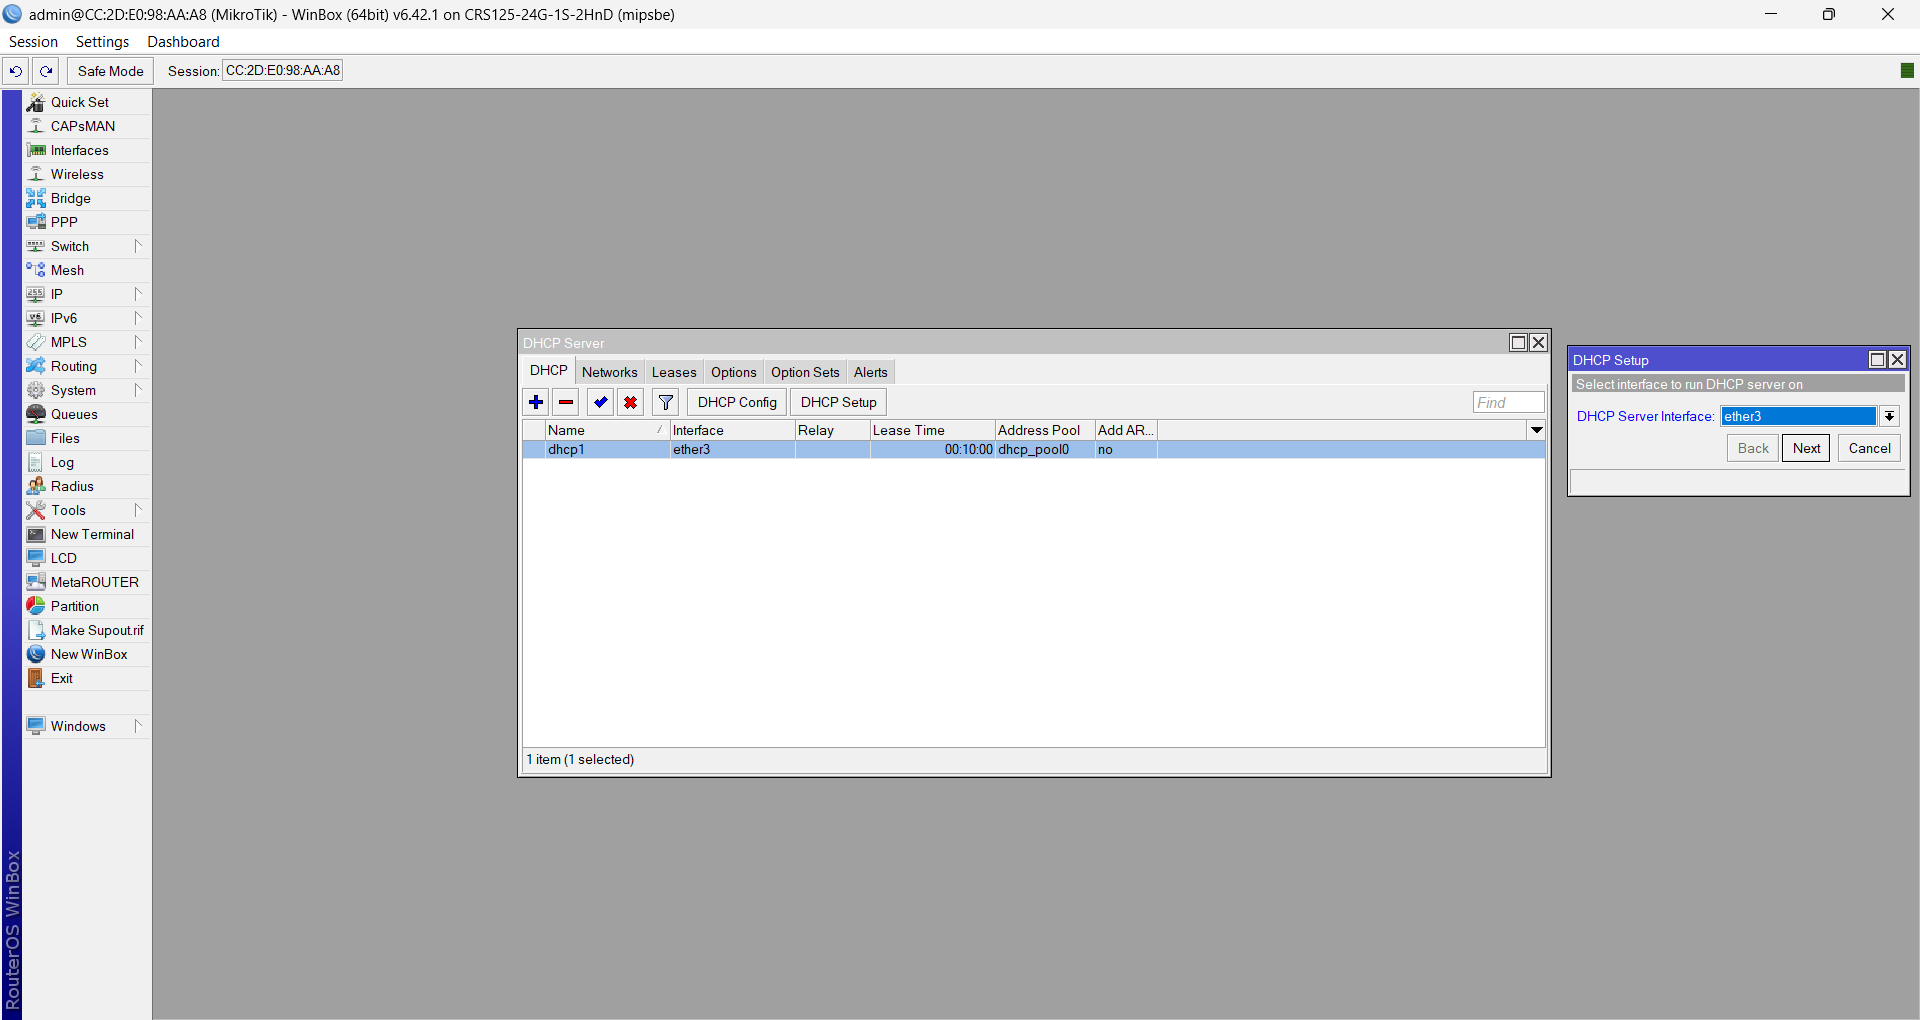 admin@CC:2D:E0:98:AA:A8 (MikroTik) - WinBox (64bit) v6.42.1 on CRS125-24G-1S-2HnD (mipsbe)
Session Settings Dashboard
Safe Mode Session: CC:2D:E0:98:AA:A8
Quick Set
CAPsMAN
Interfaces
Wireless
Bridge
PPP
Switch
Mesh
IP
IPv6
MPLS
Routing
System
Queues
Files
Log
Radius
Tools
New Terminal
LCD
MetaROUTER
Partition
Make Supout.rif
New WinBox
Exit
Windows
RouterOS WinBox
DHCP Server
DHCP Networks Leases Options Option Sets Alerts
DHCP Config DHCP Setup Find
Name Interface Relay Lease Time Address Pool Add AR...
dhcp1 ether3 00:10:00 dhcp_pool0 no
1 item (1 selected)
DHCP Setup
Select interface to run DHCP server on
DHCP Server Interface: ether3
Back Next Cancel